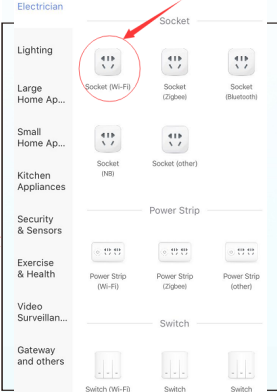 Electrician
Lighting
Large
Home Ap...
Small
Home Ap...
Kitchen
Appliances
Security
& Sensors
Exercise
& Health
Video
Surveillan...
Gateway
and others
Socket
Socket (Wi-Fi)
Socket
(Zigbee)
Socket
(Bluetooth)
Socket
(NB)
Socket (other)
Power Strip
Power Strip
(Wi-Fi)
Power Strip
(Zigbee)
Power Strip
(other)
Switch
Switch (Wi-Fi)
Switch
Switch